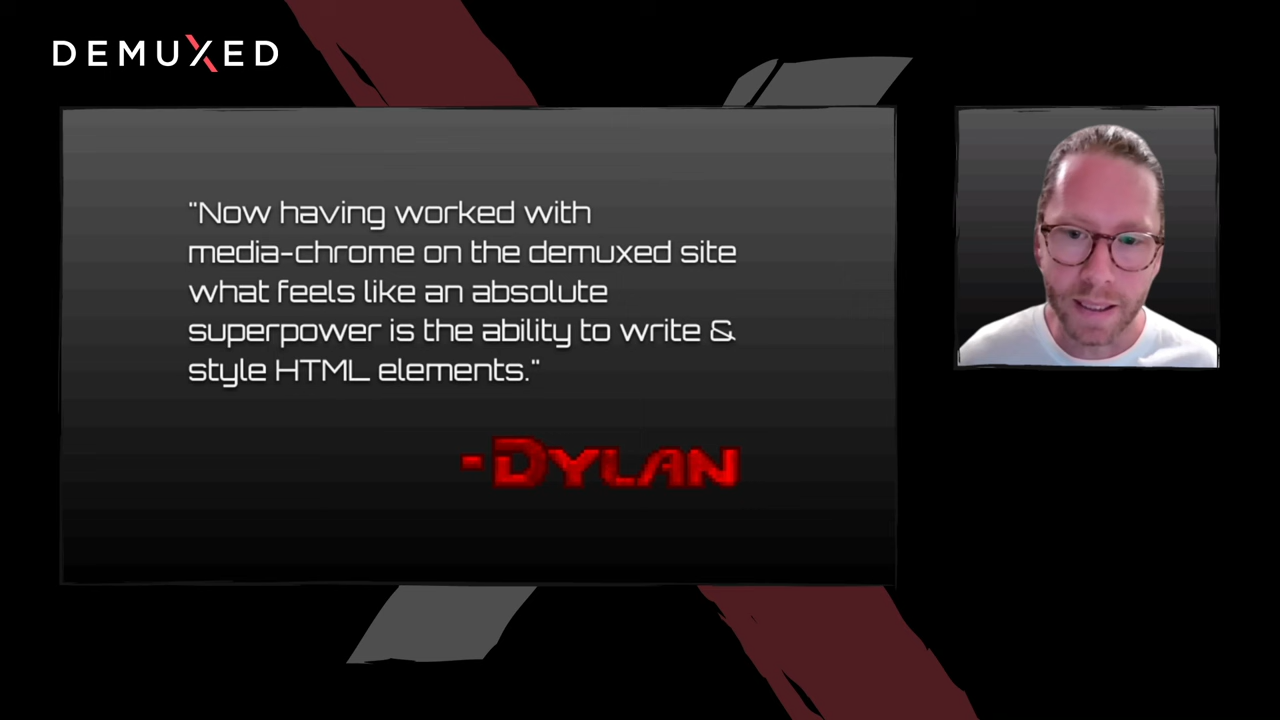 DEMUXED
"Now having worked with
media-chrome on the demuxed site
what feels like an absolute
superpower is the ability to write &
style HTML elements."
-DYLAN